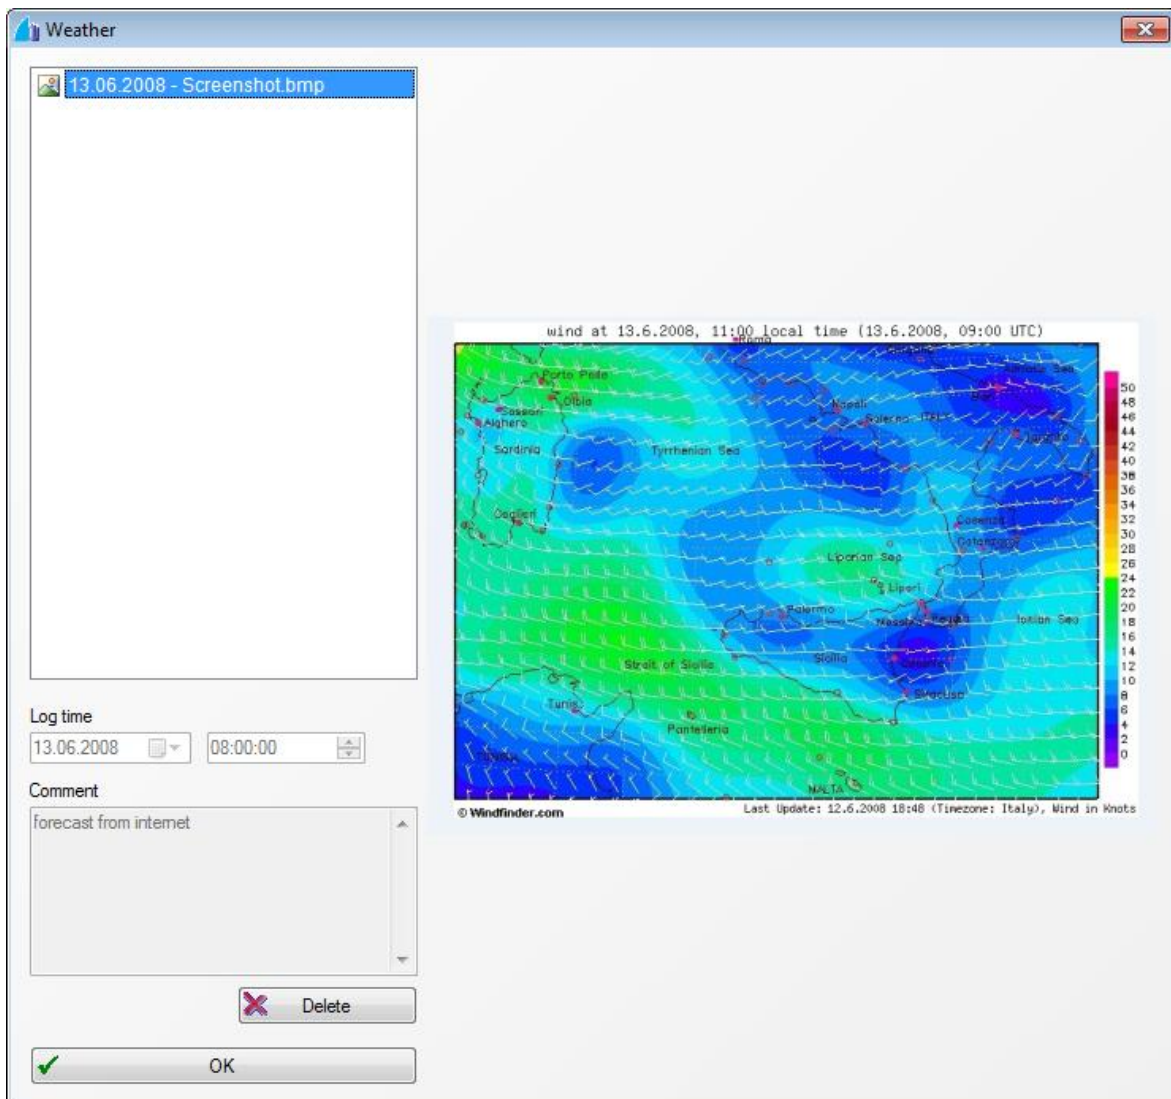 Weather
13.06.2008 - Screenshot.bmp
Log time
13.06.2008
08:00:00
Comment
forecast from internet
Delete
OK
wind at 13.6.2008, 11:00 local time (13.6.2008, 09:00 UTC)
Roma
Porto Pollo
Olbia
Sassari
Alghero
Sardinia
Cagliari
Tyrrhenian Sea
Napoli
Salerno ITALY
Bari
Taranto
Cosenza
Catanzaro
Liparian Sea
Lipari
Palermo
Messina
Reggio
Ionian Sea
Sicilia
Siracusa
Strait of Sicilia
Tunis
Pantelleria
TUNISIA
MALTA
50
48
46
44
42
40
38
36
34
32
30
28
26
24
22
20
18
16
14
12
10
8
6
4
2
0
© Windfinder.com
Last Update: 12.6.2008 18:48 (Timezone: Italy), Wind in Knots